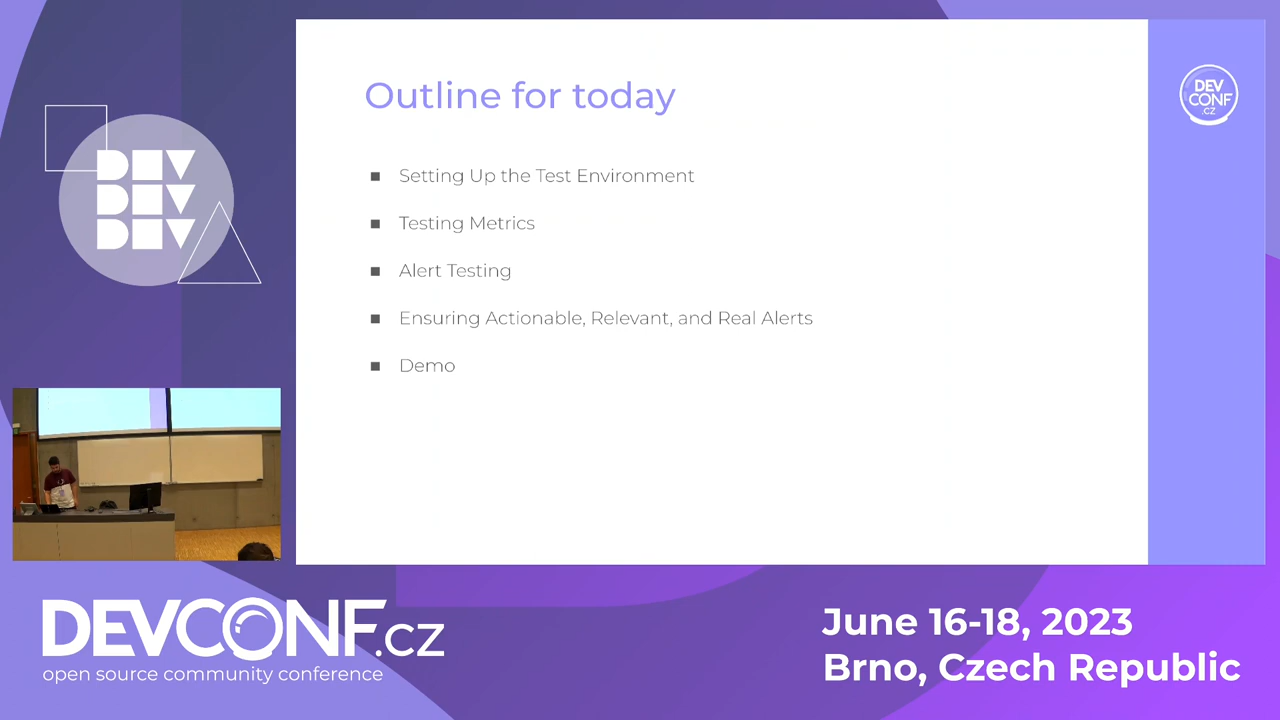 Outline for today
DEV
CONF
.CZ
Setting Up the Test Environment
Testing Metrics
Alert Testing
Ensuring Actionable, Relevant, and Real Alerts
Demo
DEV
DEV
DEV
DEVCONF.CZ
open source community conference
June 16-18, 2023
Brno, Czech Republic